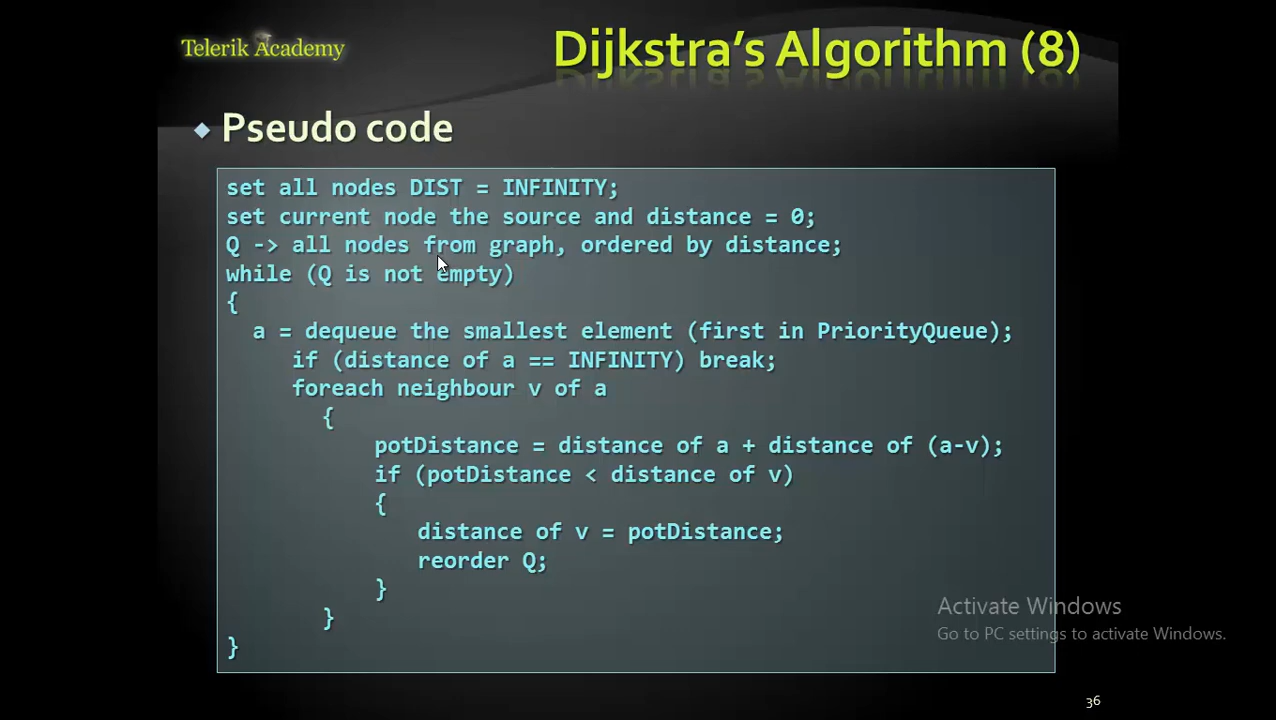 Telerik Academy
Dijkstra's Algorithm (8)
Pseudo code
set all nodes DIST = INFINITY;
set current node the source and distance = 0;
Q -> all nodes from graph, ordered by distance;
while (Q is not empty)
{
a = dequeue the smallest element (first in PriorityQueue);
if (distance of a == INFINITY) break;
foreach neighbour v of a
{
potDistance = distance of a + distance of (a-v);
if (potDistance < distance of v)
{
distance of v = potDistance;
reorder Q;
}
}
}
Activate Windows
Go to PC settings to activate Windows.
36